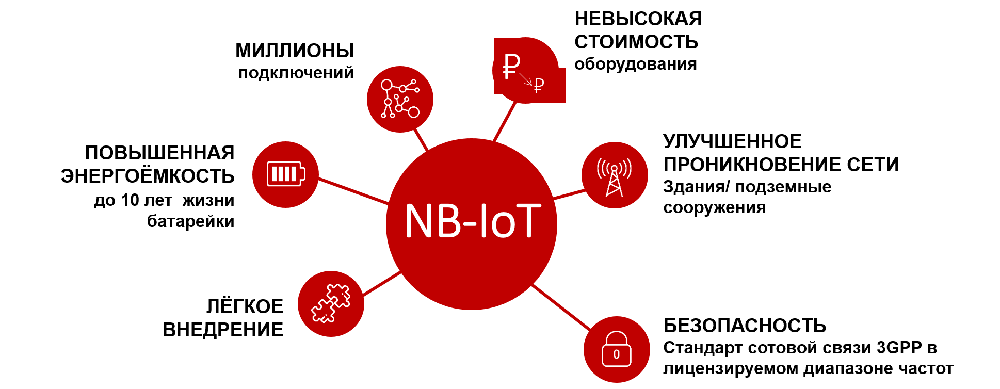 НЕВЫСОКАЯ
СТОИМОСТЬ
оборудования
МИЛЛИОНЫ
подключений
₽
₽
УЛУЧШЕННОЕ
ПРОНИКНОВЕНИЕ СЕТИ
Здания/ подземные
сооружения
ПОВЫШЕННАЯ
ЭНЕРГОЁМКОСТЬ
до 10 лет  жизни
батарейки
NB-IoT
ЛЁГКОЕ
ВНЕДРЕНИЕ
БЕЗОПАСНОСТЬ
Стандарт сотовой связи 3GPP в
лицензируемом диапазоне частот